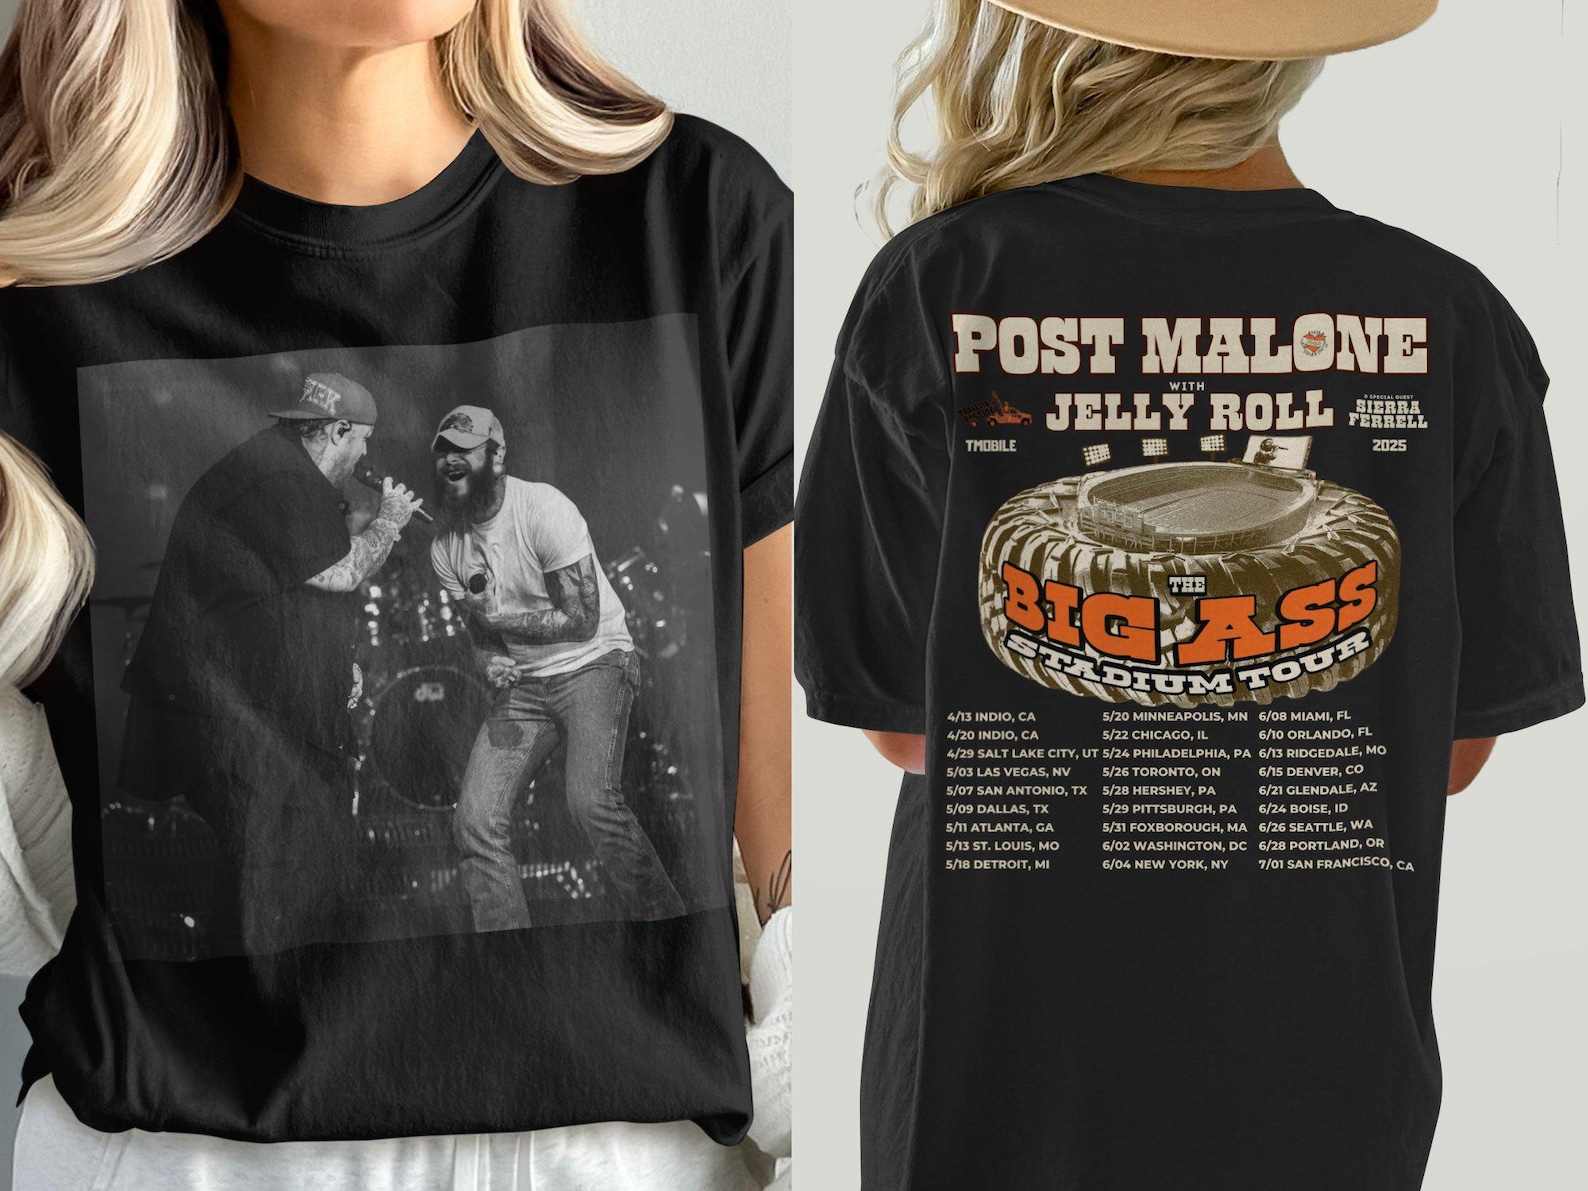 POST MALONE
WITH
JELLY ROLL
TMOBILE
SPECIAL GUEST
SIERRA
FERRELL
2025
THE
BIG ASS
STADIUM TOUR
4/13 INDIO, CA
4/20 INDIO, CA
4/29 SALT LAKE CITY, UT
5/03 LAS VEGAS, NV
5/07 SAN ANTONIO, TX
5/09 DALLAS, TX
5/11 ATLANTA, GA
5/13 ST. LOUIS, MO
5/18 DETROIT, MI
5/20 MINNEAPOLIS, MN
5/22 CHICAGO, IL
5/24 PHILADELPHIA, PA
5/26 TORONTO, ON
5/28 HERSHEY, PA
5/29 PITTSBURGH, PA
5/31 FOXBOROUGH, MA
6/02 WASHINGTON, DC
6/04 NEW YORK, NY
6/08 MIAMI, FL
6/10 ORLANDO, FL
6/13 RIDGEDALE, MO
6/15 DENVER, CO
6/21 GLENDALE, AZ
6/24 BOISE, ID
6/26 SEATTLE, WA
6/28 PORTLAND, OR
7/01 SAN FRANCISCO, CA